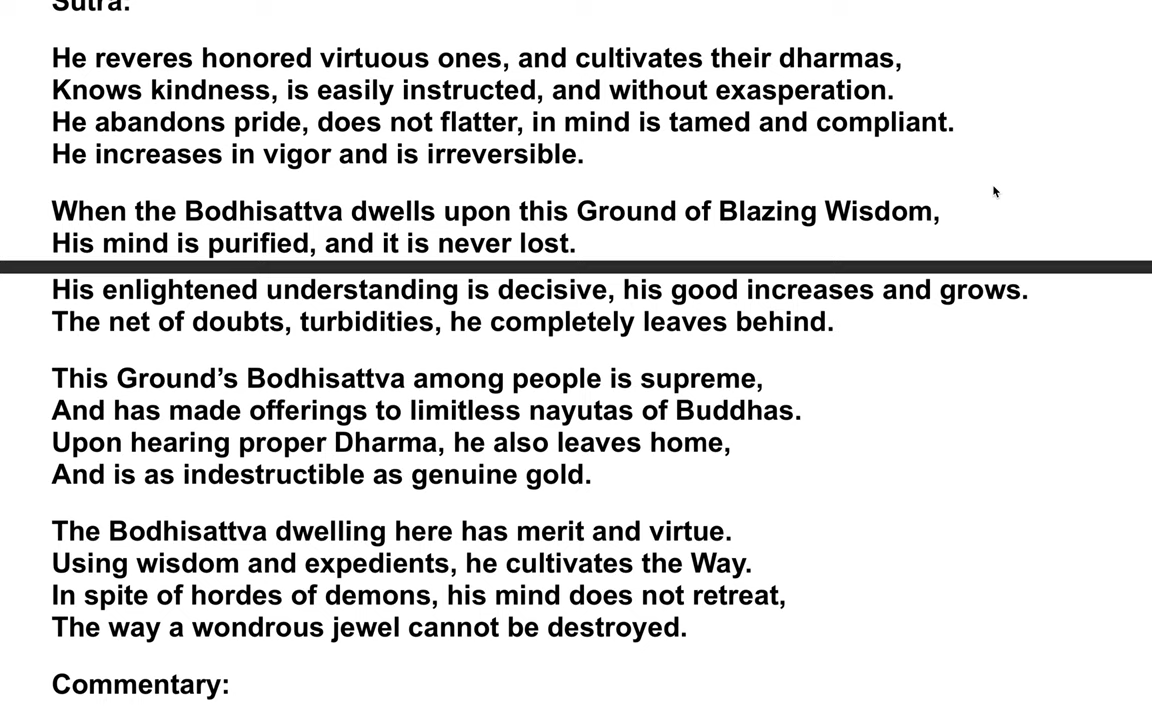 Sutra:
He reveres honored virtuous ones, and cultivates their dharmas,
Knows kindness, is easily instructed, and without exasperation.
He abandons pride, does not flatter, in mind is tamed and compliant.
He increases in vigor and is irreversible.
When the Bodhisattva dwells upon this Ground of Blazing Wisdom,
His mind is purified, and it is never lost.
His enlightened understanding is decisive, his good increases and grows.
The net of doubts, turbidities, he completely leaves behind.
This Ground’s Bodhisattva among people is supreme,
And has made offerings to limitless nayutas of Buddhas.
Upon hearing proper Dharma, he also leaves home,
And is as indestructible as genuine gold.
The Bodhisattva dwelling here has merit and virtue.
Using wisdom and expedients, he cultivates the Way.
In spite of hordes of demons, his mind does not retreat,
The way a wondrous jewel cannot be destroyed.
Commentary: